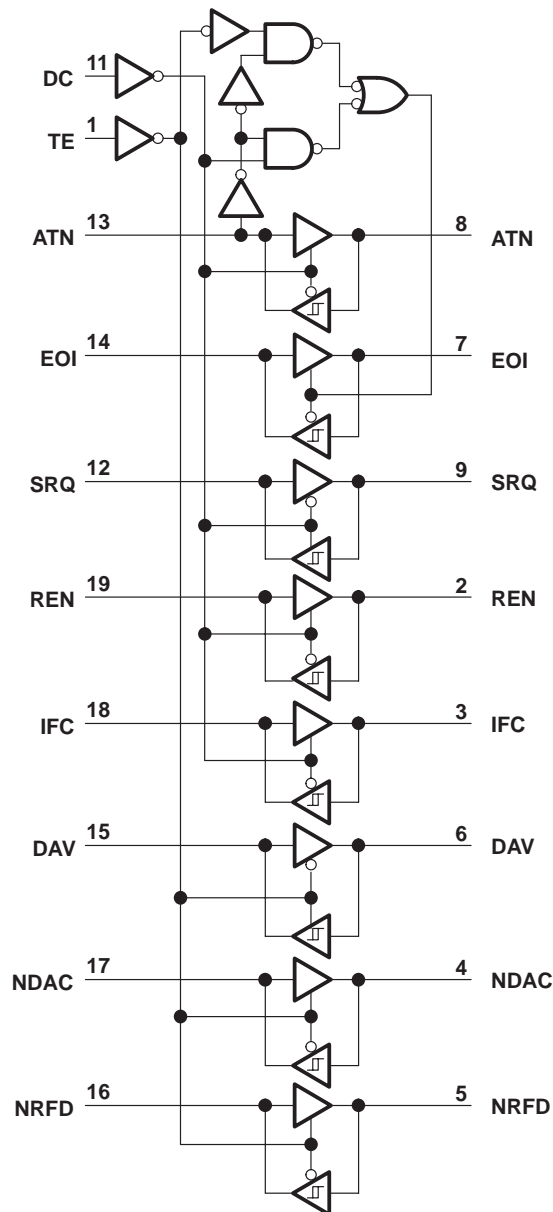 DC 11
TE 1
ATN 13 8 ATN
EOI 14 7 EOI
SRQ 12 9 SRQ
REN 19 2 REN
IFC 18 3 IFC
DAV 15 6 DAV
NDAC 17 4 NDAC
NRFD 16 5 NRFD